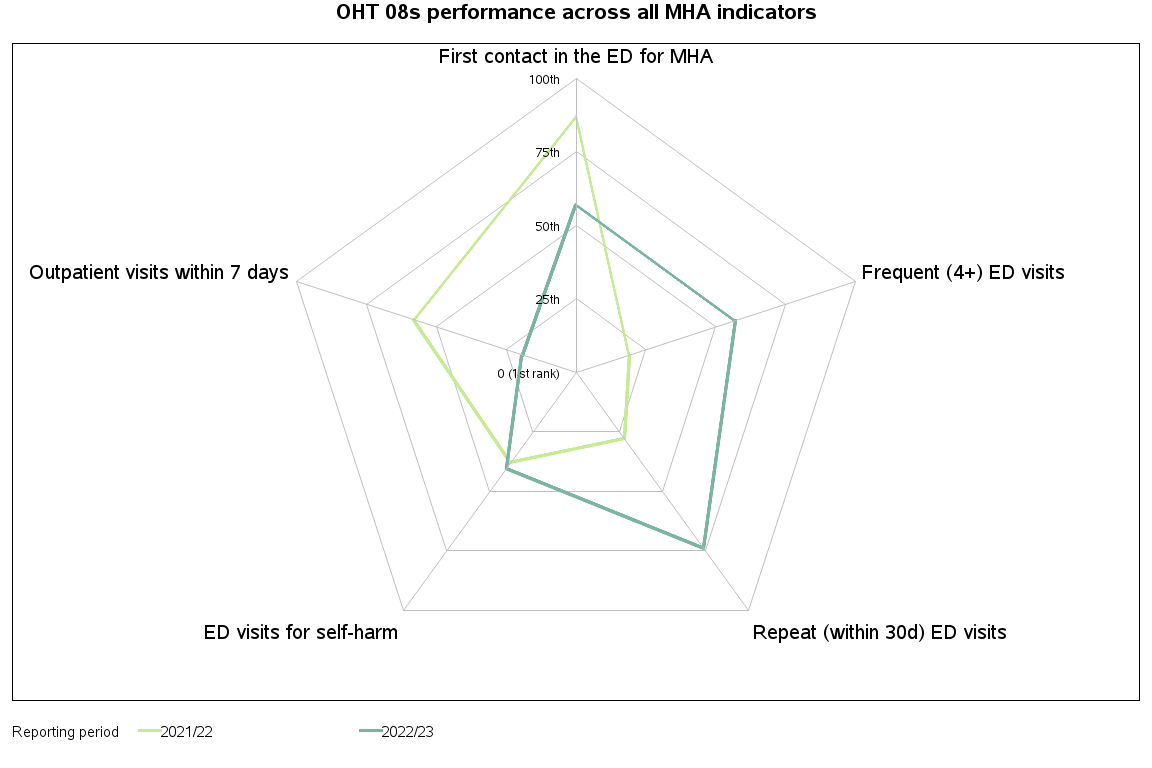 OHT 08s performance across all MHA indicators
First contact in the ED for MHA
100th
75th
50th
25th
0 (1st rank)
Outpatient visits within 7 days
Frequent (4+) ED visits
ED visits for self-harm
Repeat (within 30d) ED visits
Reporting period 2021/22 2022/23